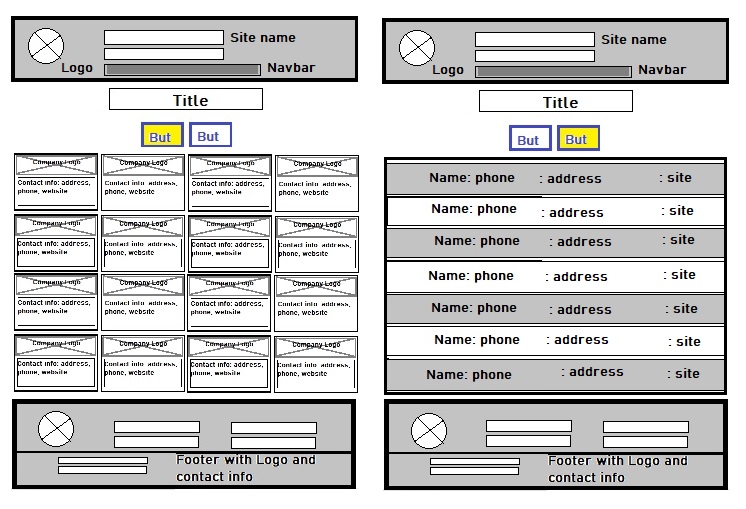 Site name
Logo
Navbar
Title
But
But
Company Logo
Contact info: address,
phone, website
Company Logo
Contact info address,
phone, website
Company Logo
Contact info: address,
phone, website
Company Logo
Contact info address,
phone, website
Company Logo
Contact info: address,
phone, website
Company Logo
Contact info address,
phone, website
Company Logo
Contact info: address,
phone, website
Company Logo
Contact info address,
phone, website
Company Logo
Contact info: address,
phone, website
Company Logo
Contact info address,
phone, website
Company Logo
Contact info: address,
phone, website
Company Logo
Contact info address,
phone, website
Company Logo
Contact info: address,
phone, website
Company Logo
Contact info address,
phone, website
Company Logo
Contact info: address,
phone, website
Company Logo
Contact info address,
phone, website
Footer with Logo and
contact info
Site name
Logo
Navbar
Title
But
But
Name: phone : address : site
Name: phone : address : site
Name: phone : address : site
Name: phone : address : site
Name: phone : address : site
Name: phone : address : site
Name: phone : address : site
Footer with Logo and
contact info